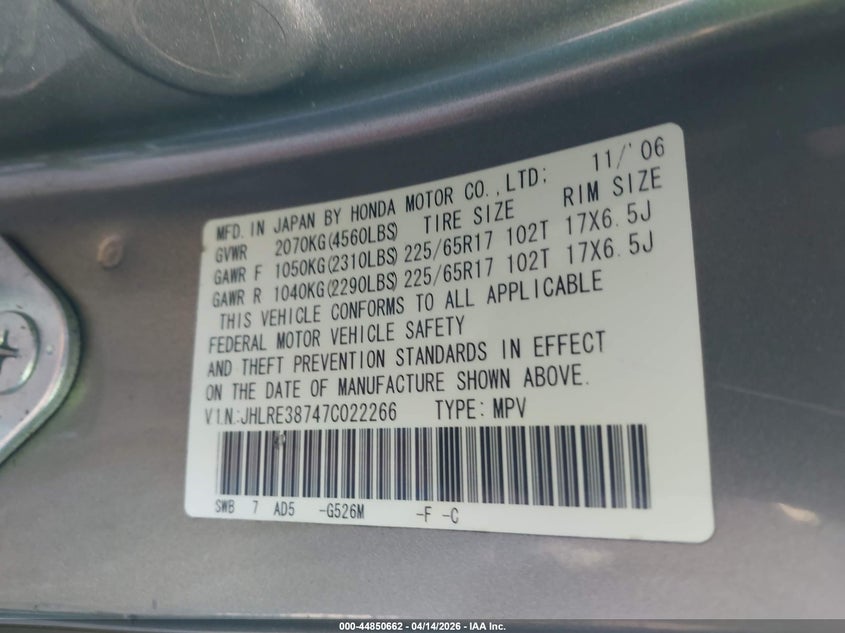 MFD. IN JAPAN BY HONDA MOTOR CO., LTD: 11/'06
GVWR 2070KG(4560LBS) TIRE SIZE RIM SIZE
GAWR F 1050KG(2310LBS) 225/65R17 102T 17X6.5J
GAWR R 1040KG(2290LBS) 225/65R17 102T 17X6.5J
THIS VEHICLE CONFORMS TO ALL APPLICABLE
FEDERAL MOTOR VEHICLE SAFETY
AND THEFT PREVENTION STANDARDS IN EFFECT
ON THE DATE OF MANUFACTURE SHOWN ABOVE.
V.I.N.:JHLRE38747C022266 TYPE: MPV
SWB 7 AD5 -G526M -F -C
000-44850662 - 04/14/2026 - IAA Inc.